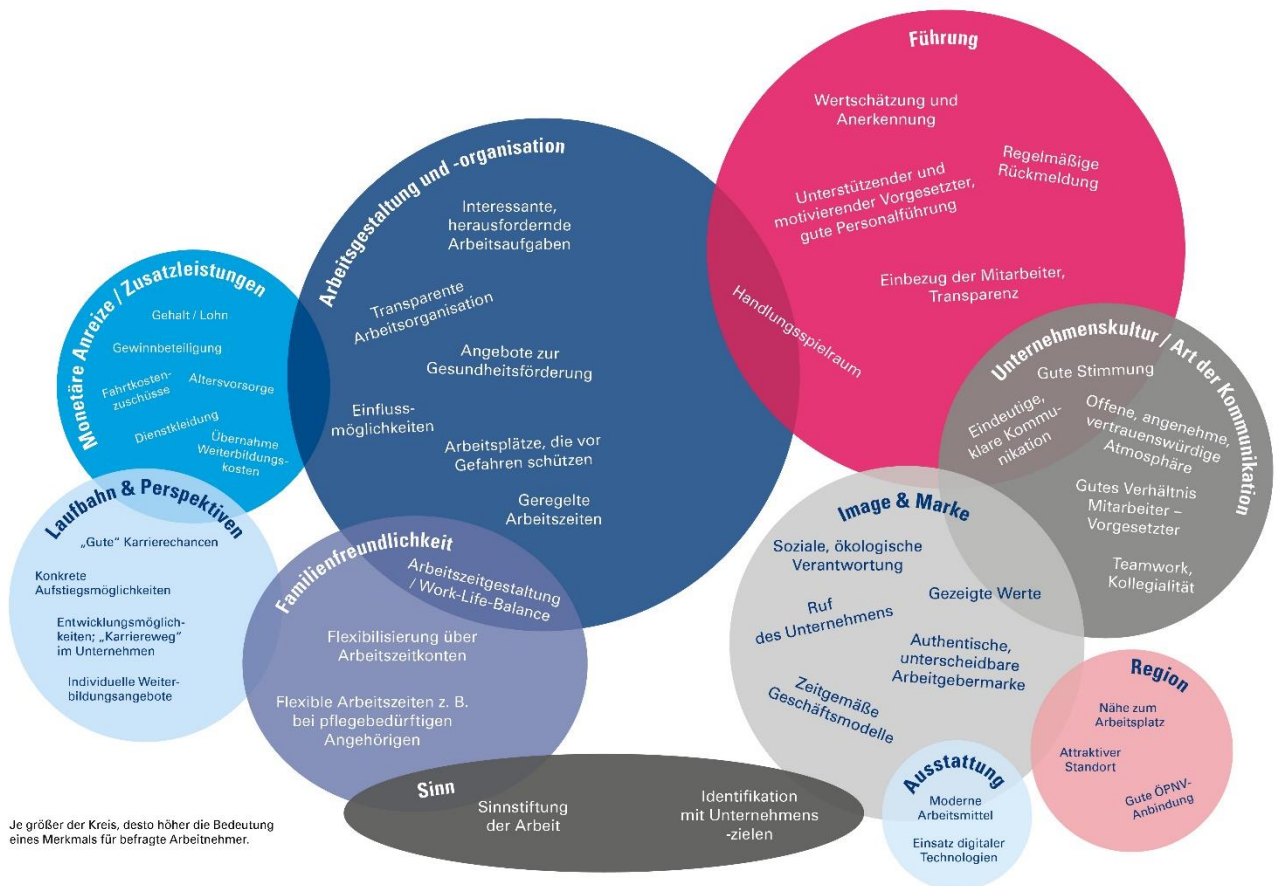 Führung
Wertschätzung und
Anerkennung
Regelmäßige
Rückmeldung
Unterstützender und
motivierender Vorgesetzter,
gute Personalführung
Einbezug der Mitarbeiter,
Transparenz
Handlungsspielraum
Arbeitsgestaltung und -organisation
Interessante,
herausfordernde
Arbeitsaufgaben
Transparente
Arbeitsorganisation
Angebote zur
Gesundheitsförderung
Einfluss-
möglichkeiten
Arbeitsplätze, die vor
Gefahren schützen
Geregelte
Arbeitszeiten
Monetäre Anreize / Zusatzleistungen
Gehalt / Lohn
Gewinnbeteiligung
Fahrtkosten-
zuschüsse
Altersvorsorge
Dienstkleidung
Übernahme
Weiterbildungs-
kosten
Laufbahn & Perspektiven
„Gute“ Karrierechancen
Konkrete
Aufstiegsmöglichkeiten
Entwicklungsmöglich-
keiten; „Karriereweg“
im Unternehmen
Individuelle Weiter-
bildungsangebote
Familienfreundlichkeit
Arbeitszeitgestaltung
/ Work-Life-Balance
Flexibilisierung über
Arbeitszeitkonten
Flexible Arbeitszeiten z. B.
bei pflegebedürftigen
Angehörigen
Unternehmenskultur / Art der Kommunikation
Gute Stimmung
Eindeutige,
klare Kommu-
nikation
Offene, angenehme,
vertrauenswürdige
Atmosphäre
Gutes Verhältnis
Mitarbeiter –
Vorgesetzter
Teamwork,
Kollegialität
Image & Marke
Soziale, ökologische
Verantwortung
Gezeigte Werte
Ruf
des Unternehmens
Authentische,
unterscheidbare
Arbeitgebermarke
Zeitgemäße
Geschäftsmodelle
Region
Nähe zum
Arbeitsplatz
Attraktiver
Standort
Gute ÖPNV-
Anbindung
Ausstattung
Moderne
Arbeitsmittel
Einsatz digitaler
Technologien
Sinn
Sinnstiftung
der Arbeit
Identifikation
mit Unternehmens
-zielen
Je größer der Kreis, desto höher die Bedeutung
eines Merkmals für befragte Arbeitnehmer.